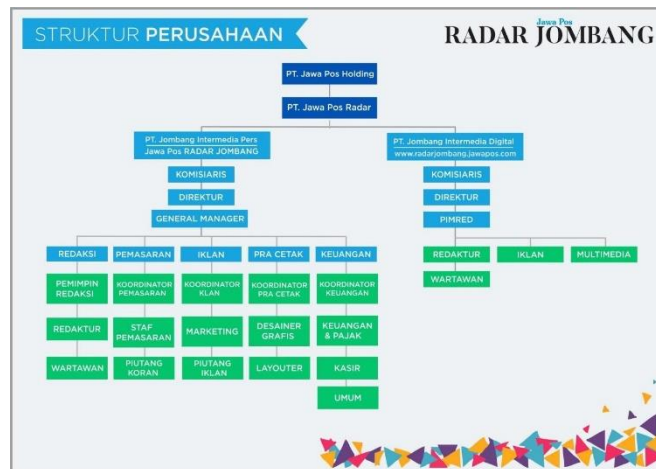 STRUKTUR PERUSAHAAN
Jawa Pos
RADAR JOMBANG
PT. Jawa Pos Holding
PT. Jawa Pos Radar
PT. Jombang Intermedia Pers
Jawa Pos RADAR JOMBANG
KOMISIARIS
DIREKTUR
GENERAL MANAGER
PT. Jombang Intermedia Digital
www.radarjombang.jawapos.com
KOMISIARIS
DIREKTUR
PIMRED
REDAKSI
PEMIMPIN
REDAKSI
REDAKTUR
WARTAWAN
PEMASARAN
KOORDINATOR
PEMASARAN
STAF
PEMASARAN
PIUTANG
KORAN
IKLAN
KOORDINATOR
KLAN
MARKETING
PIUTANG
IKLAN
PRA CETAK
KOORDINATOR
PRA CETAK
DESAINER
GRAFIS
LAYOUTER
KEUANGAN
KOORDINATOR
KEUANGAN
KEUANGAN
& PAJAK
KASIR
UMUM
REDAKTUR
WARTAWAN
IKLAN
MULTIMEDIA